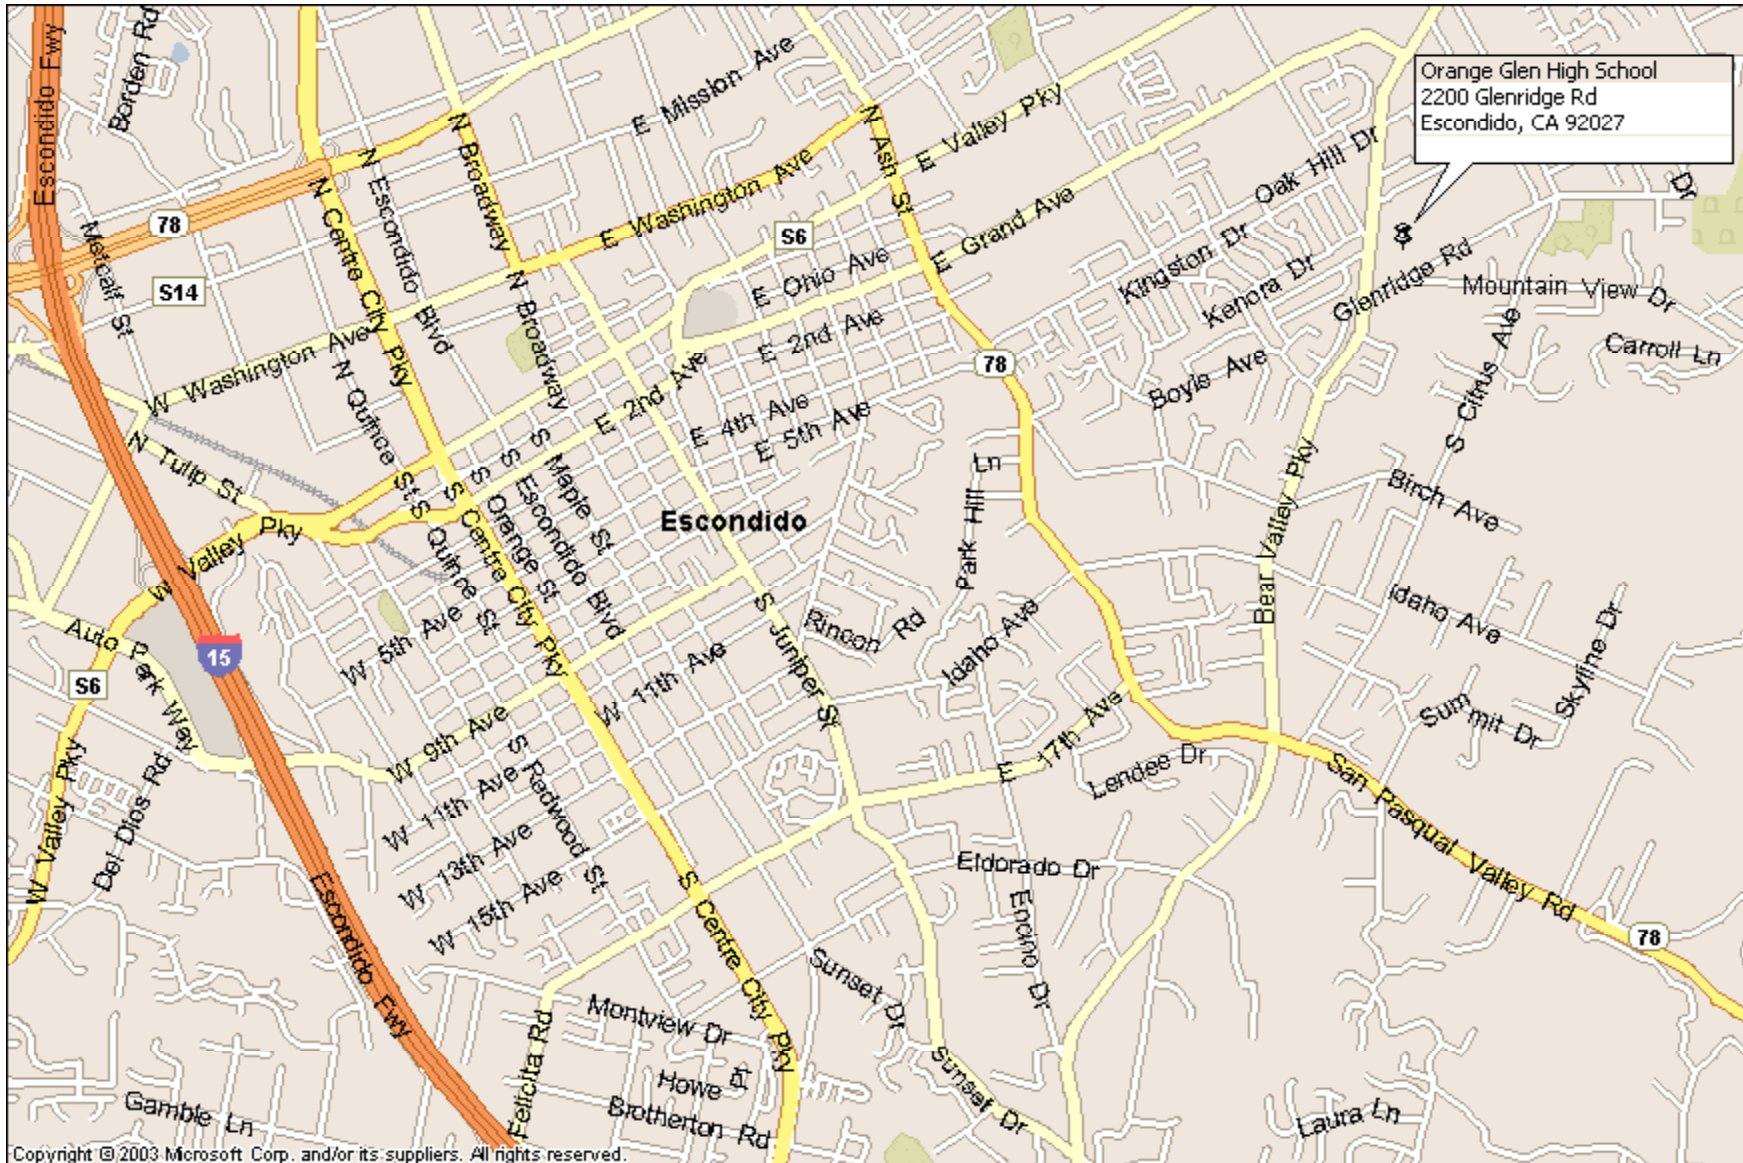 Escondido Fwy
Borden Rd
E Mission Ave
N Broadway
N Escondido Blvd
N Centre City Pky
78
Metcalf St
S14
E Washington Ave
N Ash St
E Valley Pky
S6
E Grand Ave
E Ohio Ave
Orange Glen High School
2200 Glenridge Rd
Escondido, CA 92027
Oak Hill Dr
Dr
Kingston Dr
Kenora Dr
Glenridge Rd
Mountain View Dr
Carroll Ln
S Citrus Ave
Boyle Ave
78
E 2nd Ave
N Broadway
W Washington Ave
N Quince St
E 2nd Ave
E 4th Ave
E 5th Ave
N Tulip St
W Valley Pky
S Maple St
S Escondido Blvd
S Orange St
S Centre City Pky
S Quince St
Escondido
Ln
Park Hill
Birch Ave
Bear Valley Pky
Idaho Ave
Skyline Dr
Summit Dr
Rincon Rd
Idaho Ave
S Juniper St
W 5th Ave
15
Auto Park Way
S6
W Valley Pky
Del Dios Rd
W 9th Ave
W 11th Ave
W 11th Ave
W 13th Ave
W 15th Ave
S Redwood St
E 17th Ave
Lendee Dr
San Pasqual Valley Rd
78
Eldorado Dr
Encino Dr
Sunset Dr
Sunset Dr
S Centre City Pky
Escondido Fwy
Felicita Rd
Montview Dr
Howe Pl
Brotherton Rd
Gamble Ln
Laura Ln
Copyright © 2003 Microsoft Corp. and/or its suppliers. All rights reserved.